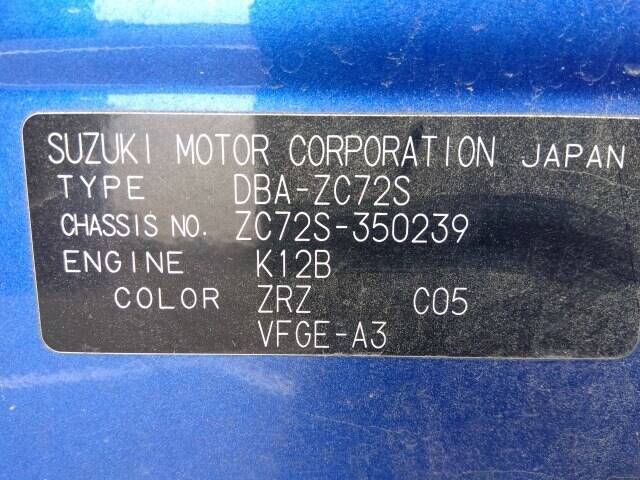 SUZUKI MOTOR CORPORATION JAPAN
TYPE DBA-ZC72S
CHASSIS NO. ZC72S-350239
ENGINE K12B
COLOR ZRZ C05
VFGE-A3